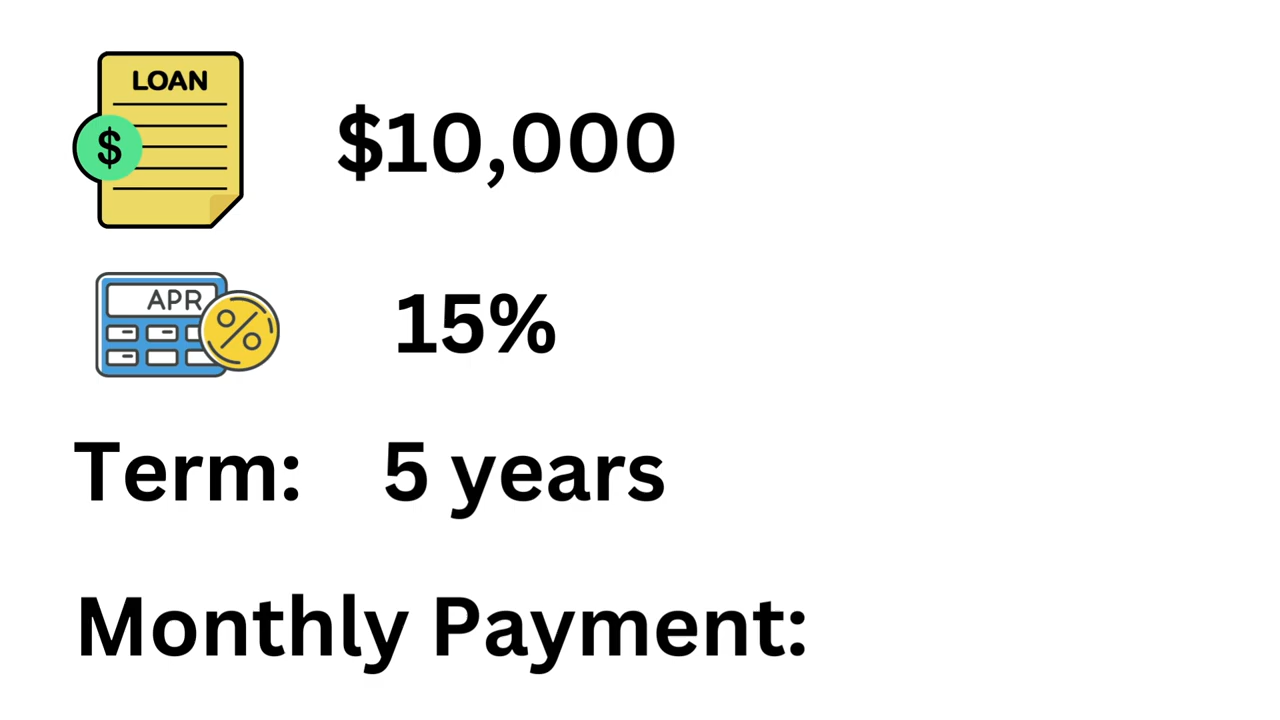 LOAN
$
$10,000
APR
%
15%
Term: 5 years
Monthly Payment: